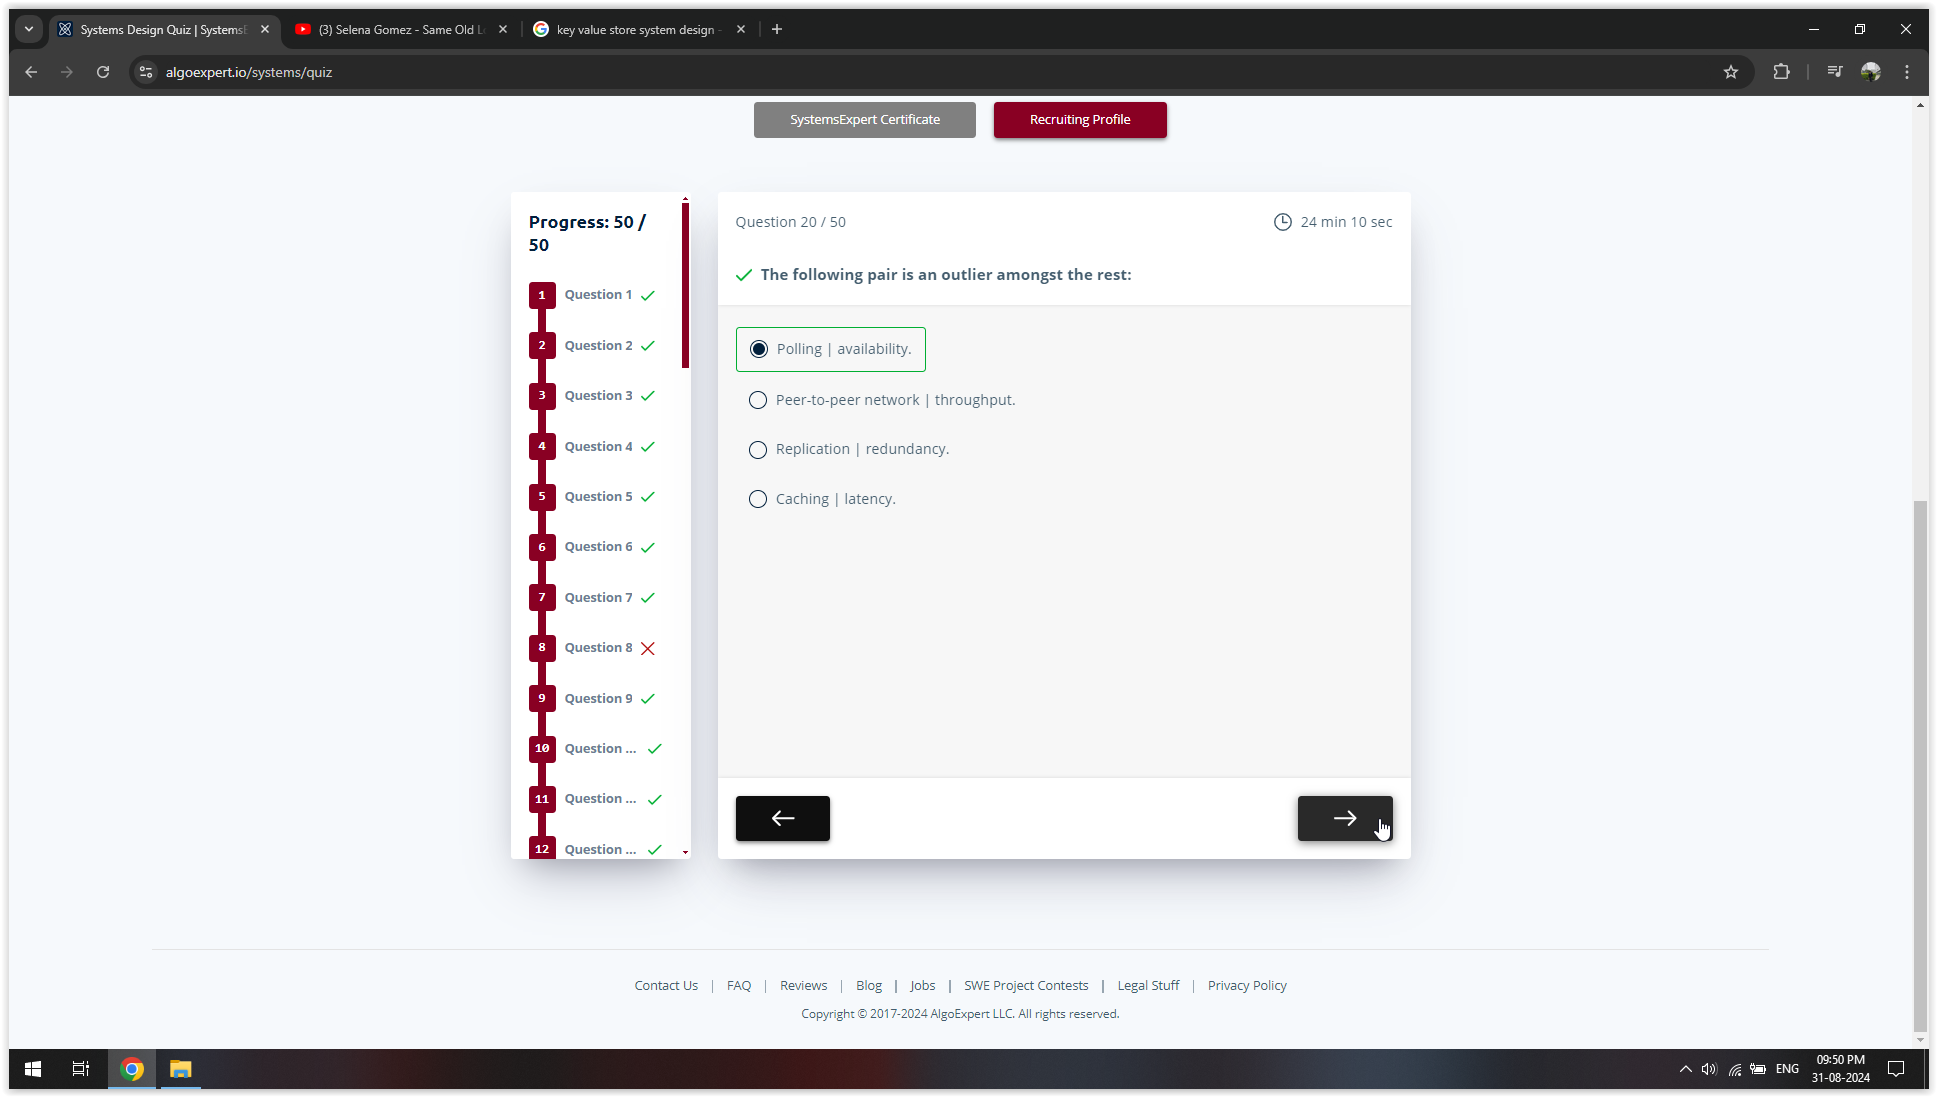 Systems Design Quiz | Systems
(3) Selena Gomez - Same Old L
key value store system design -
algoexpert.io/systems/quiz
SystemsExpert Certificate
Recruiting Profile
Progress: 50 /
50
1 Question 1
2 Question 2
3 Question 3
4 Question 4
5 Question 5
6 Question 6
7 Question 7
8 Question 8
9 Question 9
10 Question ...
11 Question ...
12 Question ...
Question 20 / 50
24 min 10 sec
The following pair is an outlier amongst the rest:
Polling | availability.
Peer-to-peer network | throughput.
Replication | redundancy.
Caching | latency.
Contact Us | FAQ | Reviews | Blog | Jobs | SWE Project Contests | Legal Stuff | Privacy Policy
Copyright © 2017-2024 AlgoExpert LLC. All rights reserved.
ENG
09:50 PM
31-08-2024